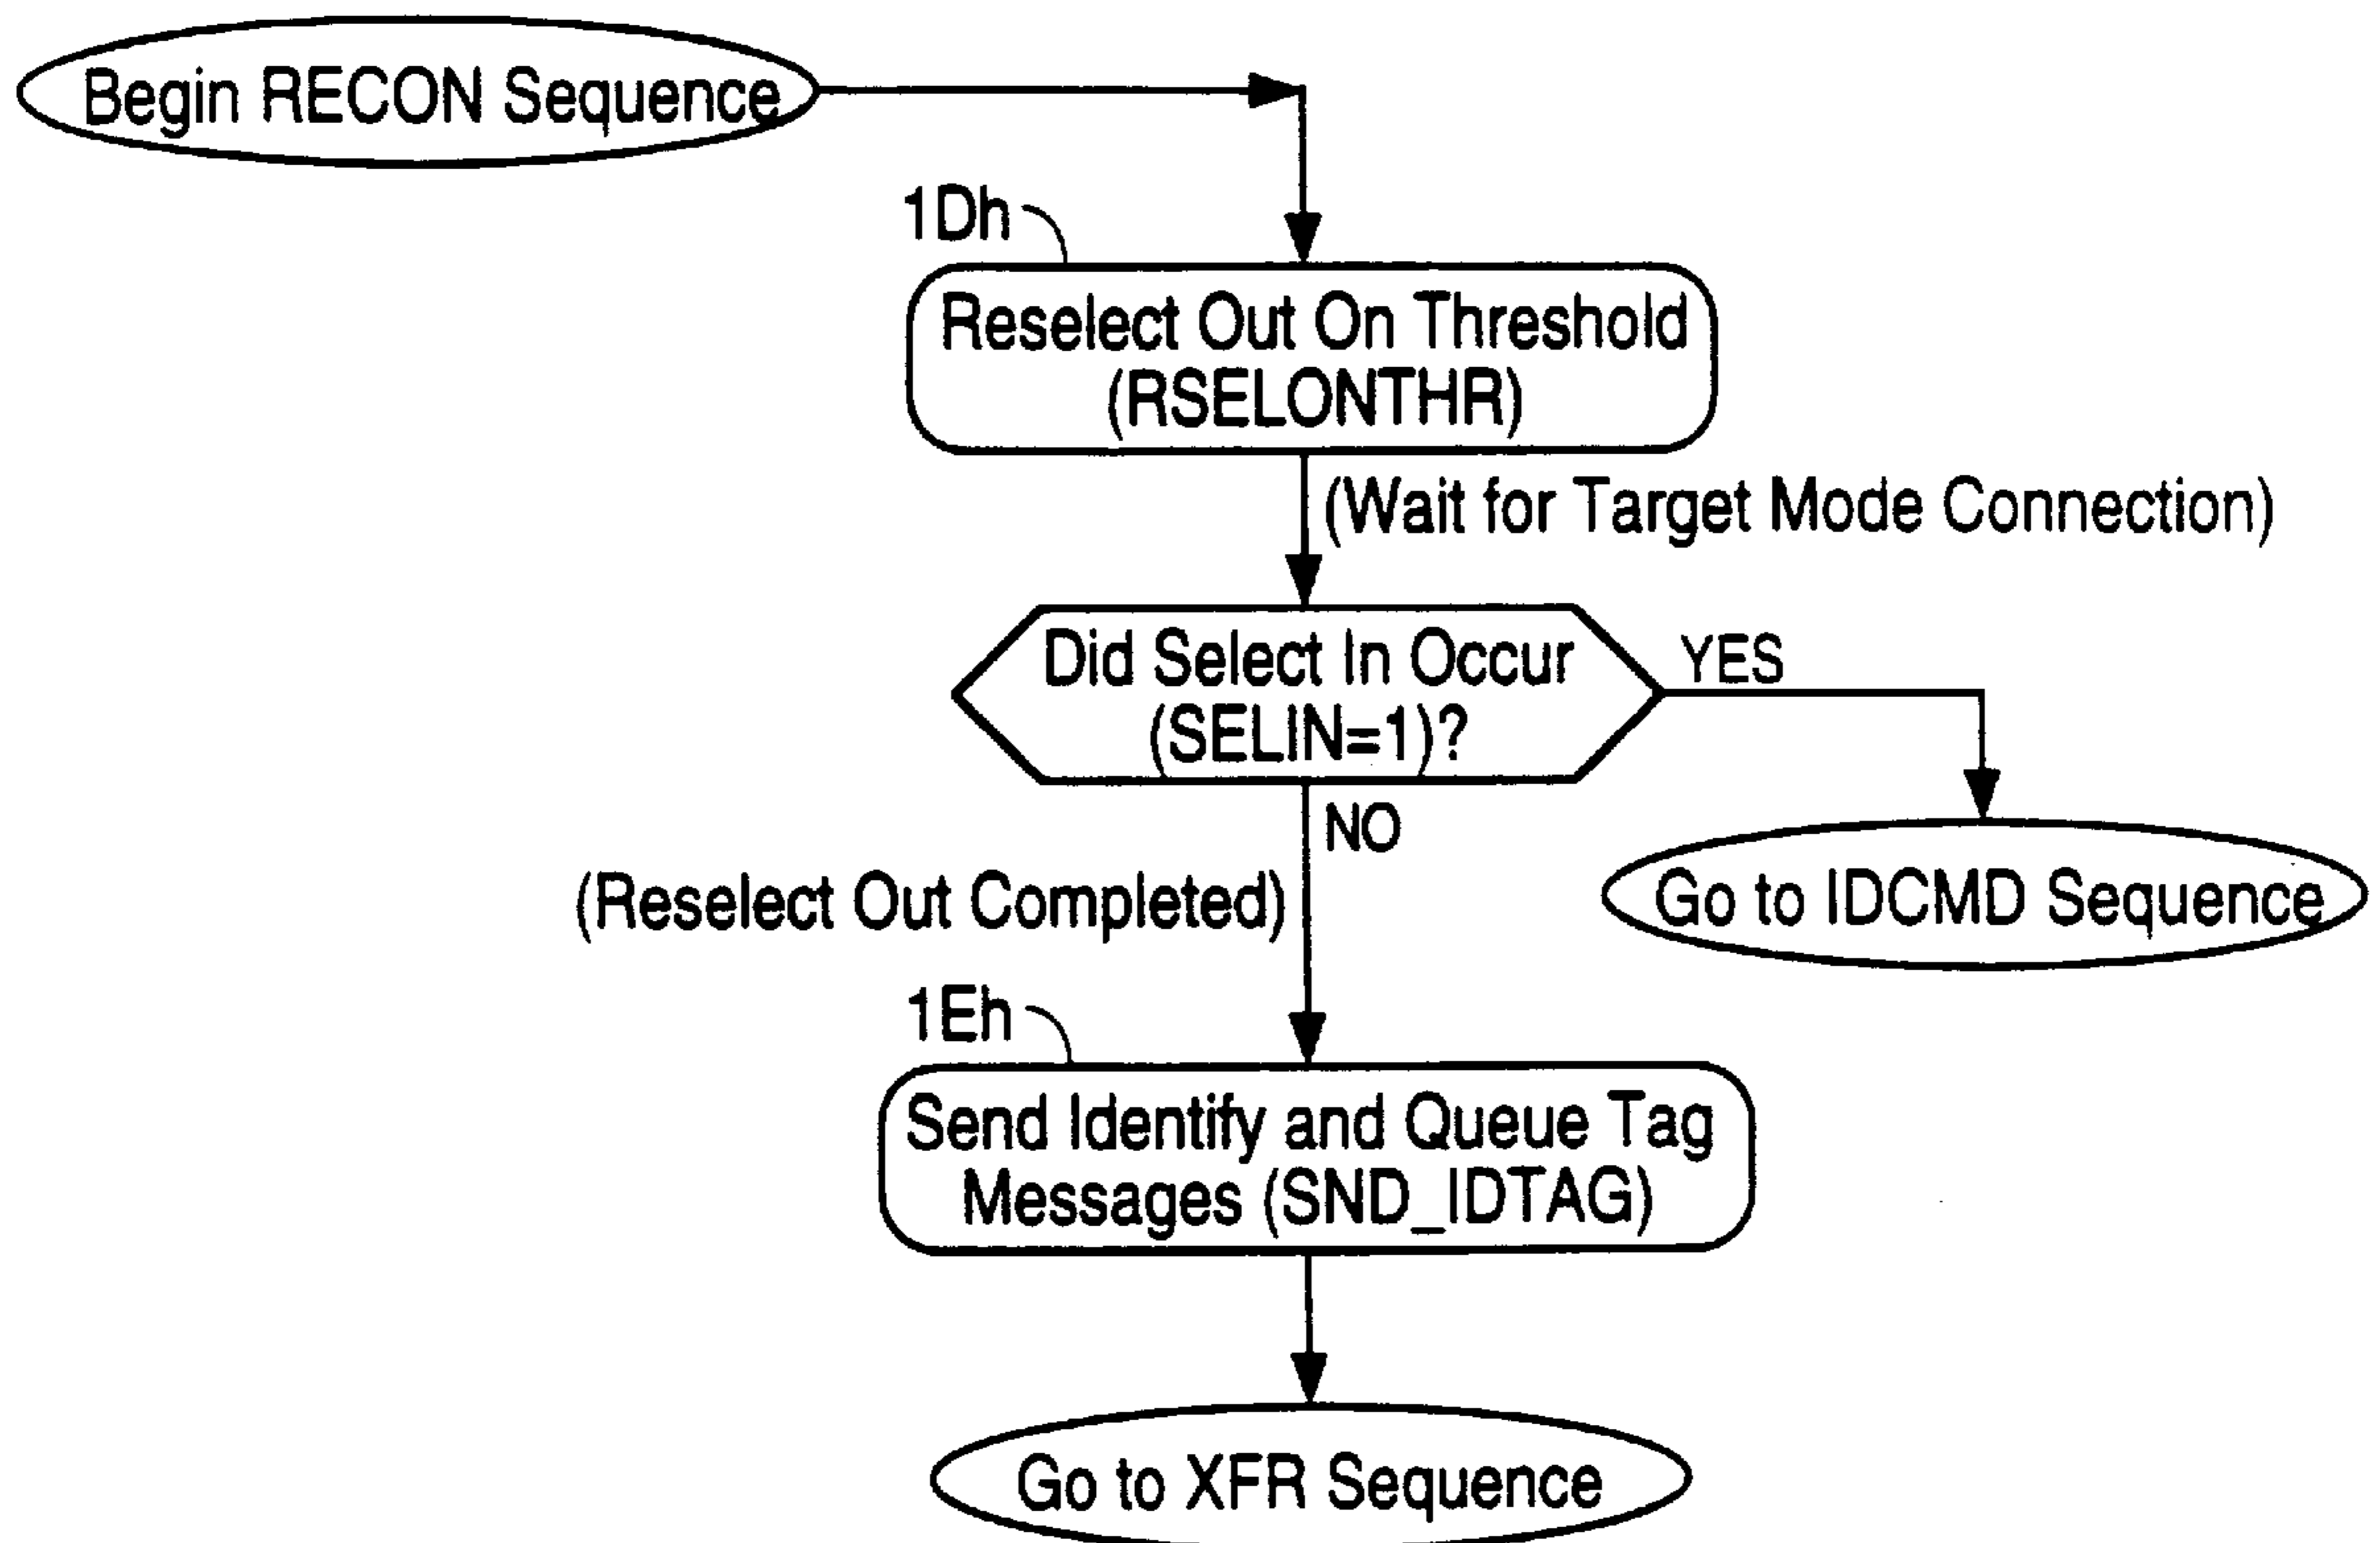 Begin RECON Sequence
1Dh
Reselect Out On Threshold
(RSELONTHR)
(Wait for Target Mode Connection)
Did Select In Occur
(SELIN=1)?
YES
NO
(Reselect Out Completed)
Go to IDCMD Sequence
1Eh
Send Identify and Queue Tag
Messages (SND_IDTAG)
Go to XFR Sequence